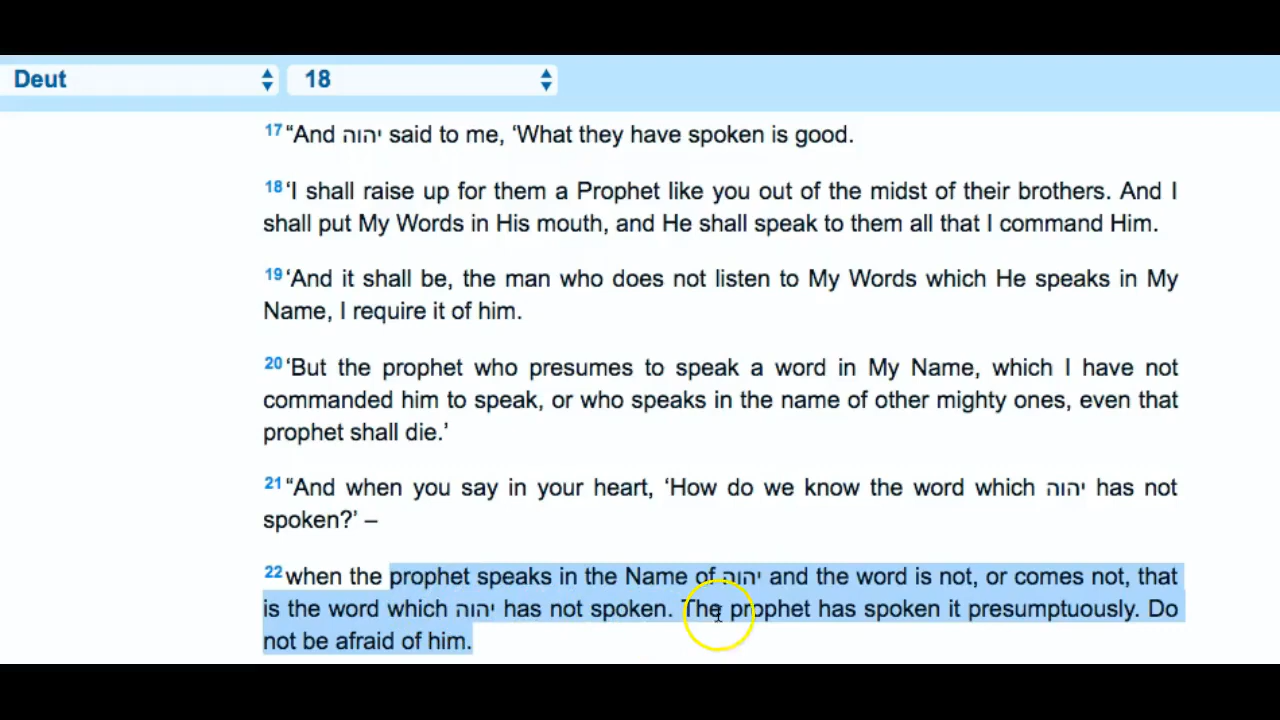 Deut 18
17 “And יהוה said to me, ‘What they have spoken is good.
18 ‘I shall raise up for them a Prophet like you out of the midst of their brothers. And I
shall put My Words in His mouth, and He shall speak to them all that I command Him.
19 ‘And it shall be, the man who does not listen to My Words which He speaks in My
Name, I require it of him.
20 ‘But the prophet who presumes to speak a word in My Name, which I have not
commanded him to speak, or who speaks in the name of other mighty ones, even that
prophet shall die.’
21 “And when you say in your heart, ‘How do we know the word which יהוה has not
spoken?’ –
22 when the prophet speaks in the Name of יהוה and the word is not, or comes not, that
is the word which יהוה has not spoken. The prophet has spoken it presumptuously. Do
not be afraid of him.